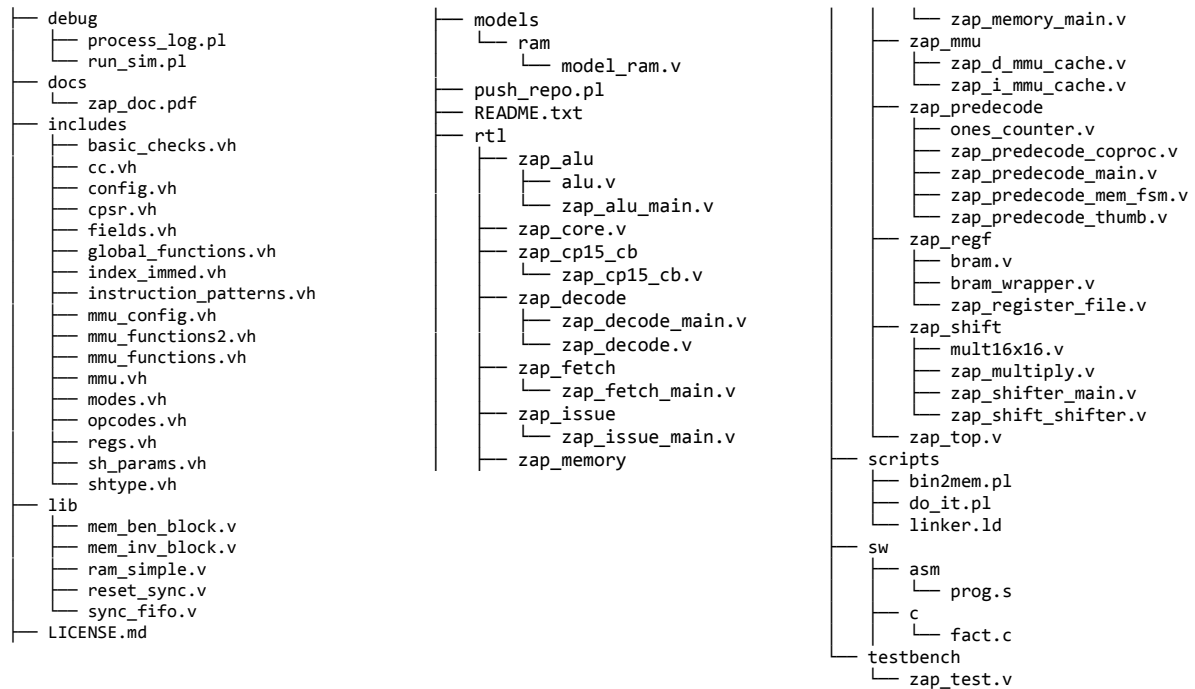 ├── debug
│   ├── process_log.pl
│   └── run_sim.pl
├── docs
│   └── zap_doc.pdf
├── includes
│   ├── basic_checks.vh
│   ├── cc.vh
│   ├── config.vh
│   ├── cpsr.vh
│   ├── fields.vh
│   ├── global_functions.vh
│   ├── index_immed.vh
│   ├── instruction_patterns.vh
│   ├── mmu_config.vh
│   ├── mmu_functions2.vh
│   ├── mmu_functions.vh
│   ├── mmu.vh
│   ├── modes.vh
│   ├── opcodes.vh
│   ├── regs.vh
│   ├── sh_params.vh
│   └── shtype.vh
├── lib
│   ├── mem_ben_block.v
│   ├── mem_inv_block.v
│   ├── ram_simple.v
│   ├── reset_sync.v
│   └── sync_fifo.v
├── LICENSE.md
├── models
│   └── ram
│       └── model_ram.v
├── push_repo.pl
├── README.txt
├── rtl
│   ├── zap_alu
│   │   ├── alu.v
│   │   └── zap_alu_main.v
│   ├── zap_core.v
│   ├── zap_cp15_cb
│   │   └── zap_cp15_cb.v
│   ├── zap_decode
│   │   ├── zap_decode_main.v
│   │   └── zap_decode.v
│   ├── zap_fetch
│   │   └── zap_fetch_main.v
│   ├── zap_issue
│   │   └── zap_issue_main.v
│   ├── zap_memory
│   │   └── zap_memory_main.v
│   ├── zap_mmu
│   │   ├── zap_d_mmu_cache.v
│   │   └── zap_i_mmu_cache.v
│   ├── zap_predecode
│   │   ├── ones_counter.v
│   │   ├── zap_predecode_coproc.v
│   │   ├── zap_predecode_main.v
│   │   ├── zap_predecode_mem_fsm.v
│   │   └── zap_predecode_thumb.v
│   ├── zap_regf
│   │   ├── bram.v
│   │   ├── bram_wrapper.v
│   │   └── zap_register_file.v
│   ├── zap_shift
│   │   ├── mult16x16.v
│   │   ├── zap_multiply.v
│   │   ├── zap_shifter_main.v
│   │   └── zap_shift_shifter.v
│   └── zap_top.v
├── scripts
│   ├── bin2mem.pl
│   ├── do_it.pl
│   └── linker.ld
├── sw
│   ├── asm
│   │   └── prog.s
│   ├── c
│   │   └── fact.c
└── testbench
    └── zap_test.v